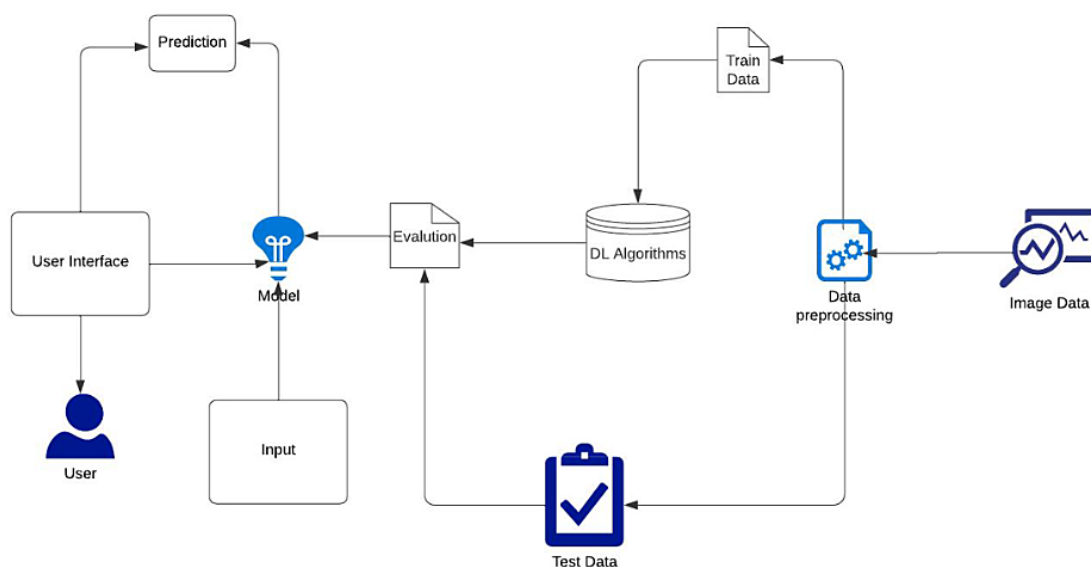 Prediction
Train
Data
Evalution
DL Algorithms
User Interface
Model
Data
preprocessing
Image Data
Input
User
Test Data